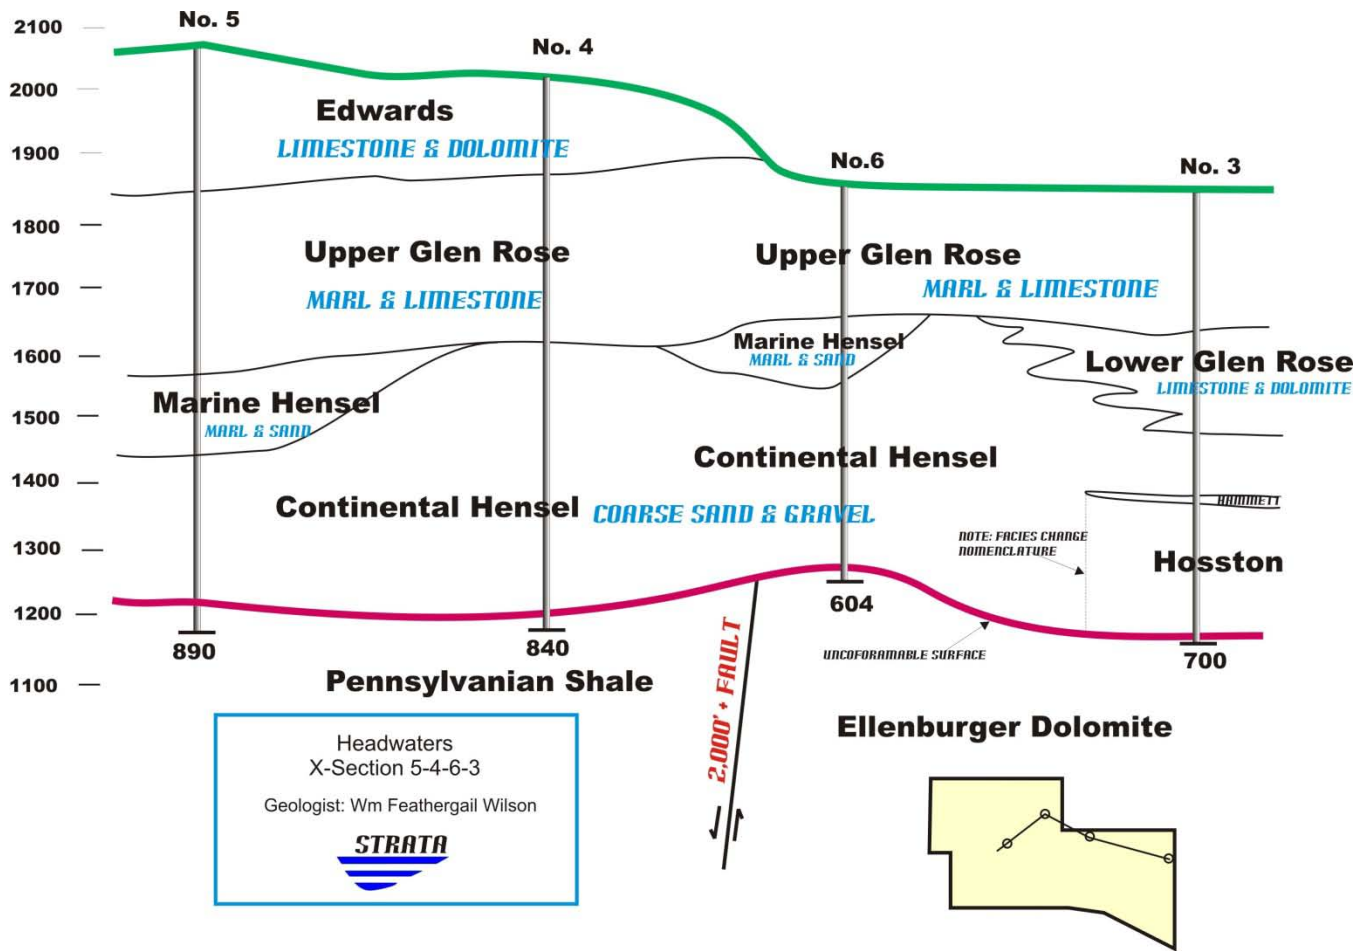 2100
2000
1900
1800
1700
1600
1500
1400
1300
1200
1100
No. 5
No. 4
No.6
No. 3
Edwards
LIMESTONE & DOLOMITE
Upper Glen Rose
MARL & LIMESTONE
Upper Glen Rose
MARL & LIMESTONE
Marine Hensel
MARL & SAND
Marine Hensel
MARL & SAND
Lower Glen Rose
LIMESTONE & DOLOMITE
Continental Hensel
Continental Hensel
COARSE SAND & GRAVEL
HAMMETT
NOTE: FACIES CHANGE
NOMENCLATURE
Hosston
890
840
604
700
UNCOFORAMABLE SURFACE
Pennsylvanian Shale
2,000' + FAULT
Ellenburger Dolomite
Headwaters
X-Section 5-4-6-3
Geologist: Wm Feathergail Wilson
STRATA